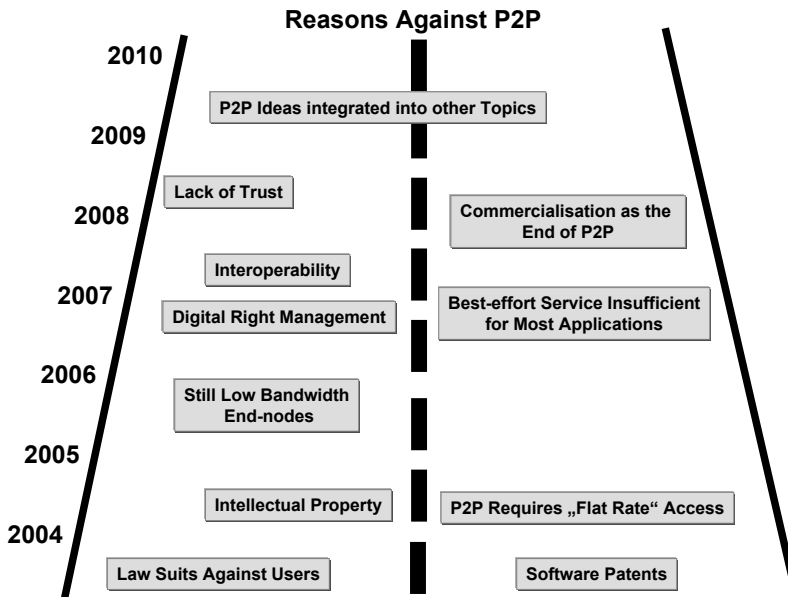 Reasons Against P2P
2010
P2P Ideas integrated into other Topics
2009
Lack of Trust
2008
Commercialisation as the
End of P2P
Interoperability
2007
Digital Right Management
Best-effort Service Insufficient
for Most Applications
2006
Still Low Bandwidth
End-nodes
2005
Intellectual Property
P2P Requires „Flat Rate“ Access
2004
Law Suits Against Users
Software Patents